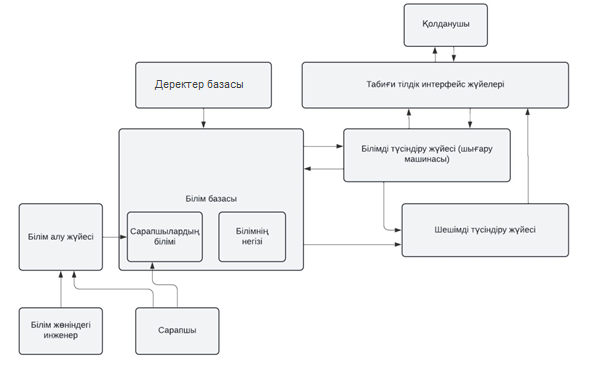 Қолданушы
Табиғи тілдік интерфейс жүйелері
Деректер базасы
Білімді түсіндіру жүйесі (шығару
машинасы)
Білім базасы
Сарапшылардың
білімі
Білімнің
негізі
Білім алу жүйесі
Шешімді түсіндіру жүйесі
Білім жөніндегі
инженер
Сарапшы